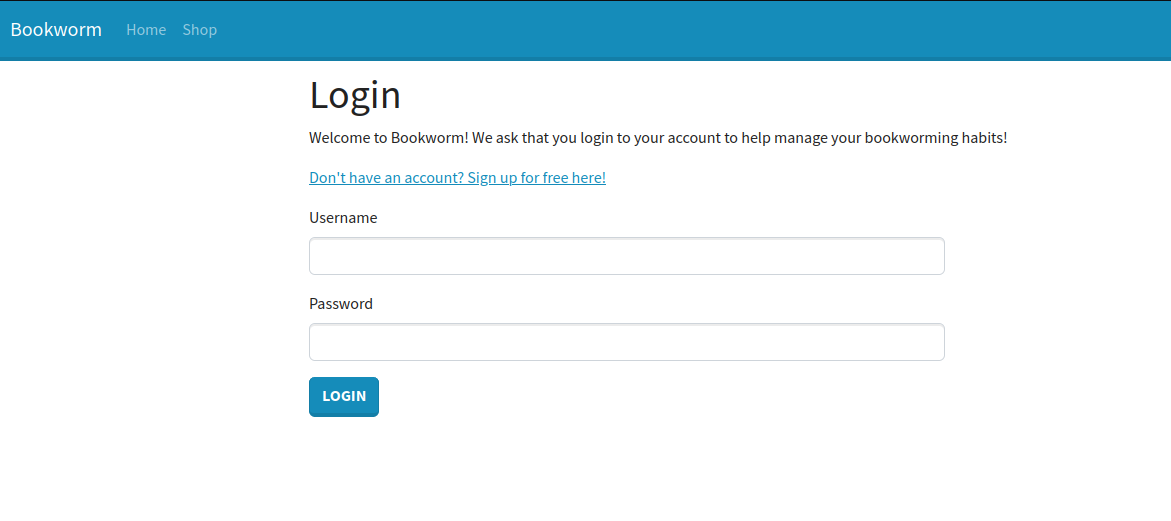 Bookworm Home Shop
Login
Welcome to Bookworm! We ask that you login to your account to help manage your bookworming habits!
Don't have an account? Sign up for free here!
Username
Password
LOGIN